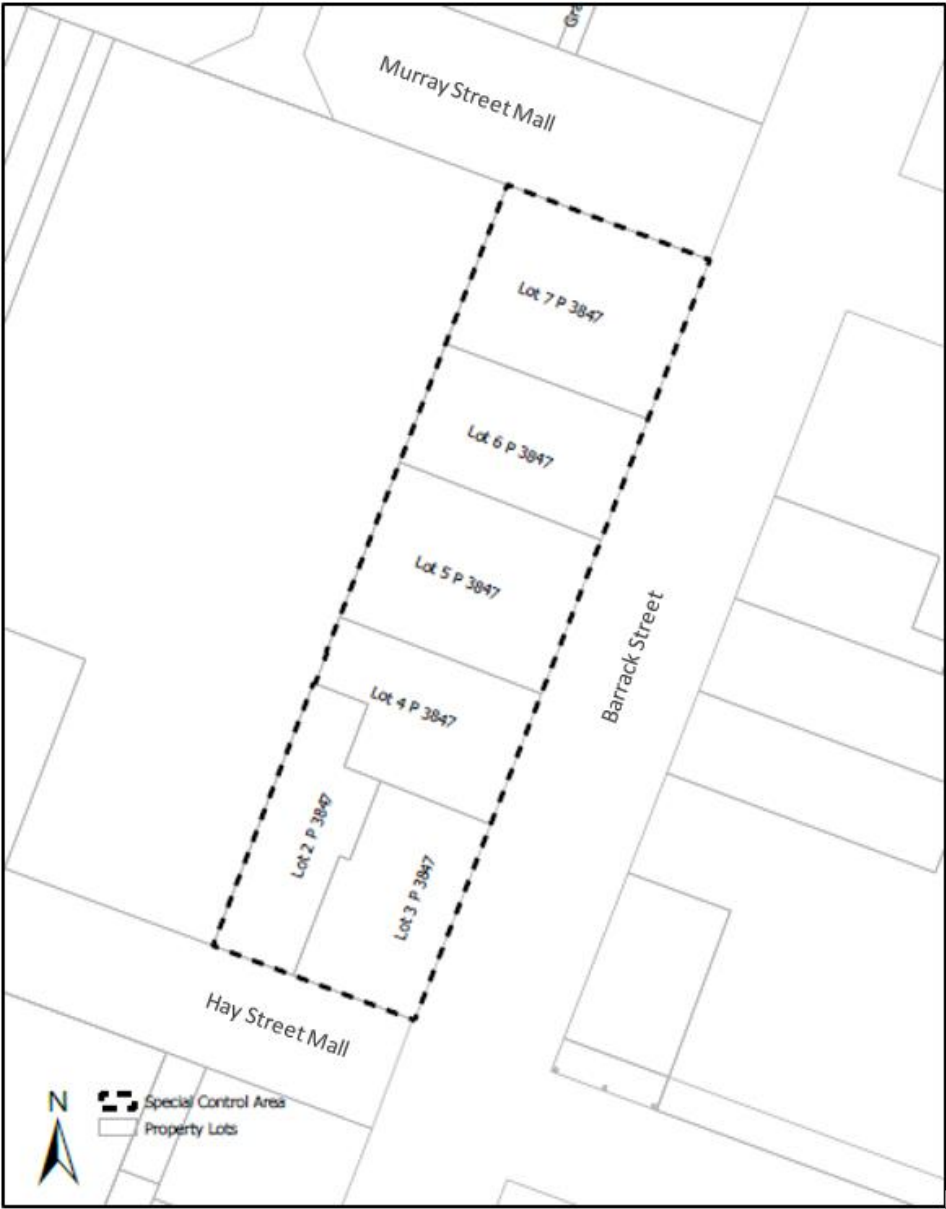 Gra
Murray Street Mall
Lot 7 P 3847
Lot 6 P 3847
Lot 5 P 3847
Barrack Street
Lot 4 P 3847
Lot 2 P 3847
Lot 3 P 3847
Hay Street Mall
N
Special Control Area
Property Lots